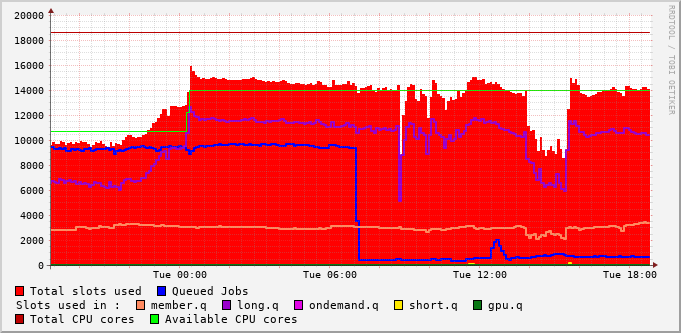 20000
18000
16000
14000
12000
10000
8000
6000
4000
2000
0
Tue 00:00 Tue 06:00 Tue 12:00 Tue 18:00
RRDTOOL / TOBI OETIKER
Total slots used Queued Jobs
Slots used in : member.q long.q ondemand.q short.q gpu.q
Total CPU cores Available CPU cores